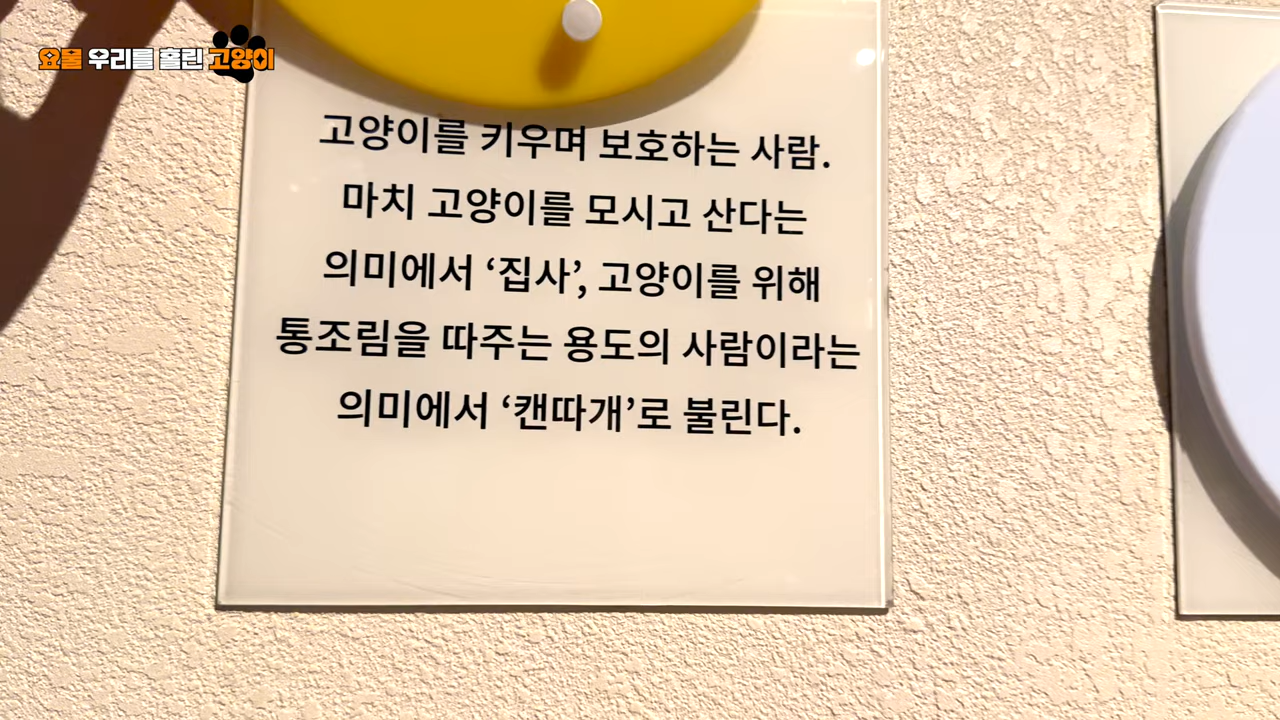 요물 우리를 홀린 고양이
고양이를 키우며 보호하는 사람.
마치 고양이를 모시고 산다는
의미에서 ‘집사’, 고양이를 위해
통조림을 따주는 용도의 사람이라는
의미에서 ‘캔따개’로 불린다.